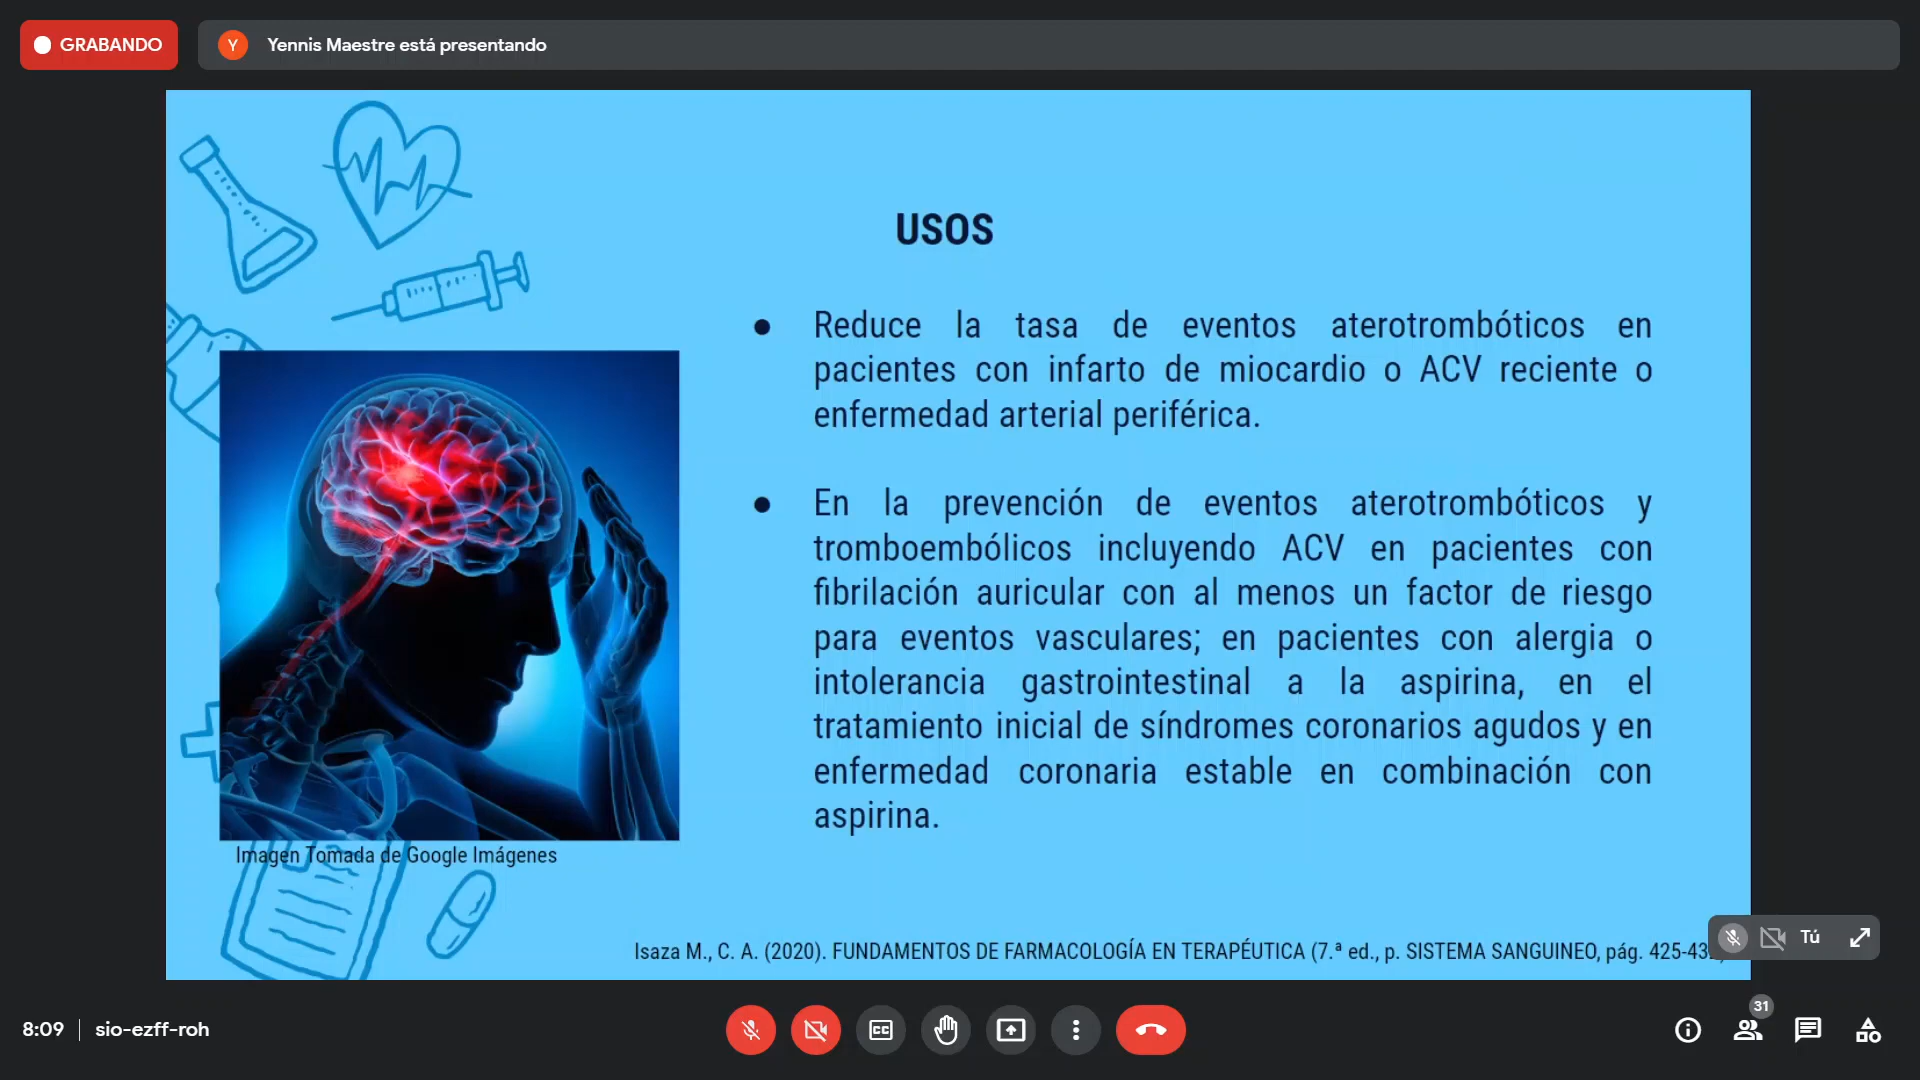 GRABANDO
Y
Yennis Maestre está presentando
USOS
● Reduce la tasa de eventos aterotrombóticos en
pacientes con infarto de miocardio o ACV reciente o
enfermedad arterial periférica.
● En la prevención de eventos aterotrombóticos y
tromboembólicos incluyendo ACV en pacientes con
fibrilación auricular con al menos un factor de riesgo
para eventos vasculares; en pacientes con alergia o
intolerancia gastrointestinal a la aspirina, en el
tratamiento inicial de síndromes coronarios agudos y en
enfermedad coronaria estable en combinación con
aspirina.
Imagen Tomada de Google Imágenes
Isaza M., C. A. (2020). FUNDAMENTOS DE FARMACOLOGÍA EN TERAPÉUTICA (7.ª ed., p. SISTEMA SANGUINEO, pág.
Tú
8:09 | sio-ezff-roh
CC
31